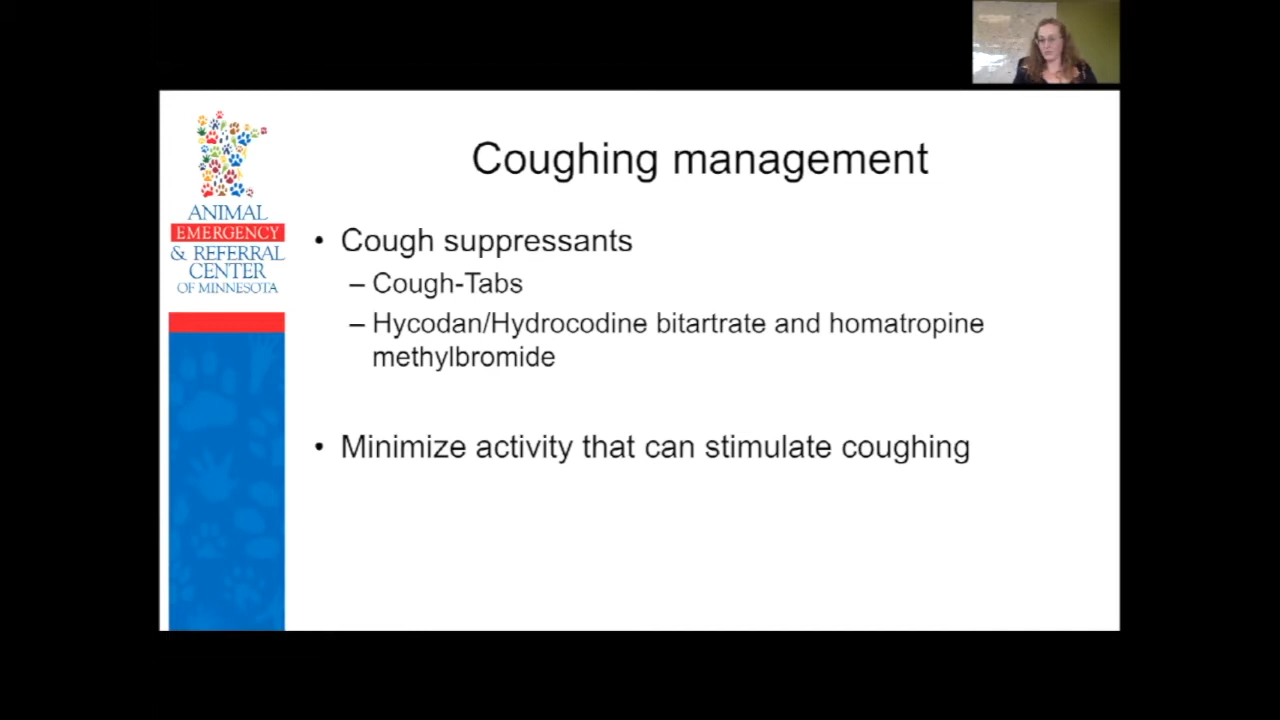 Coughing management
ANIMAL
EMERGENCY
& REFERRAL
CENTER
OF MINNESOTA
• Cough suppressants
– Cough-Tabs
– Hycodan/Hydrocodine bitartrate and homatropine
methylbromide
• Minimize activity that can stimulate coughing